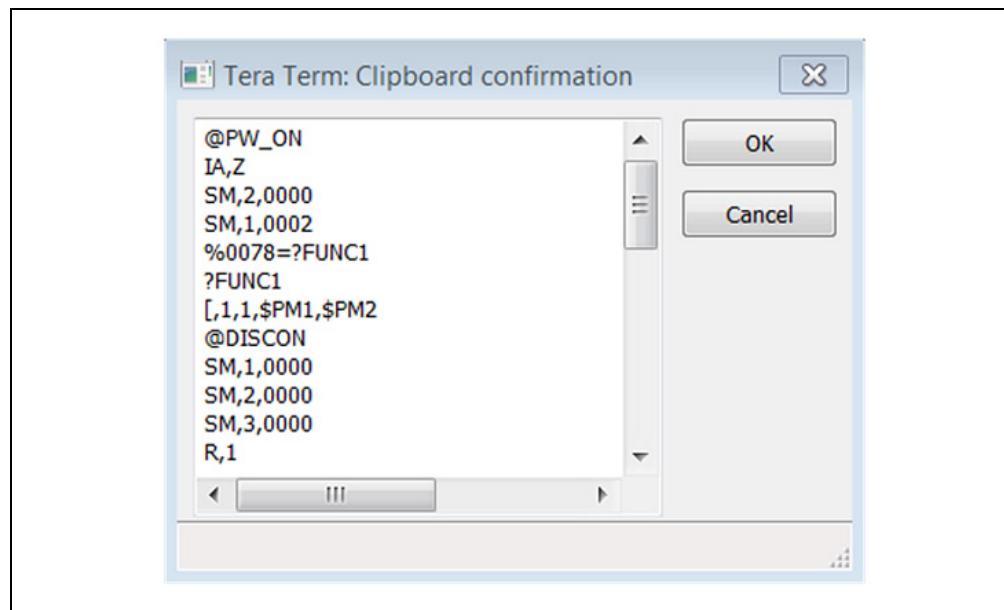 Tera Term: Clipboard confirmation
@PW_ON
IA,Z
SM,2,0000
SM,1,0002
%0078=?FUNC1
?FUNC1
[,1,1,$PM1,$PM2
@DISCON
SM,1,0000
SM,2,0000
SM,3,0000
R,1
OK
Cancel